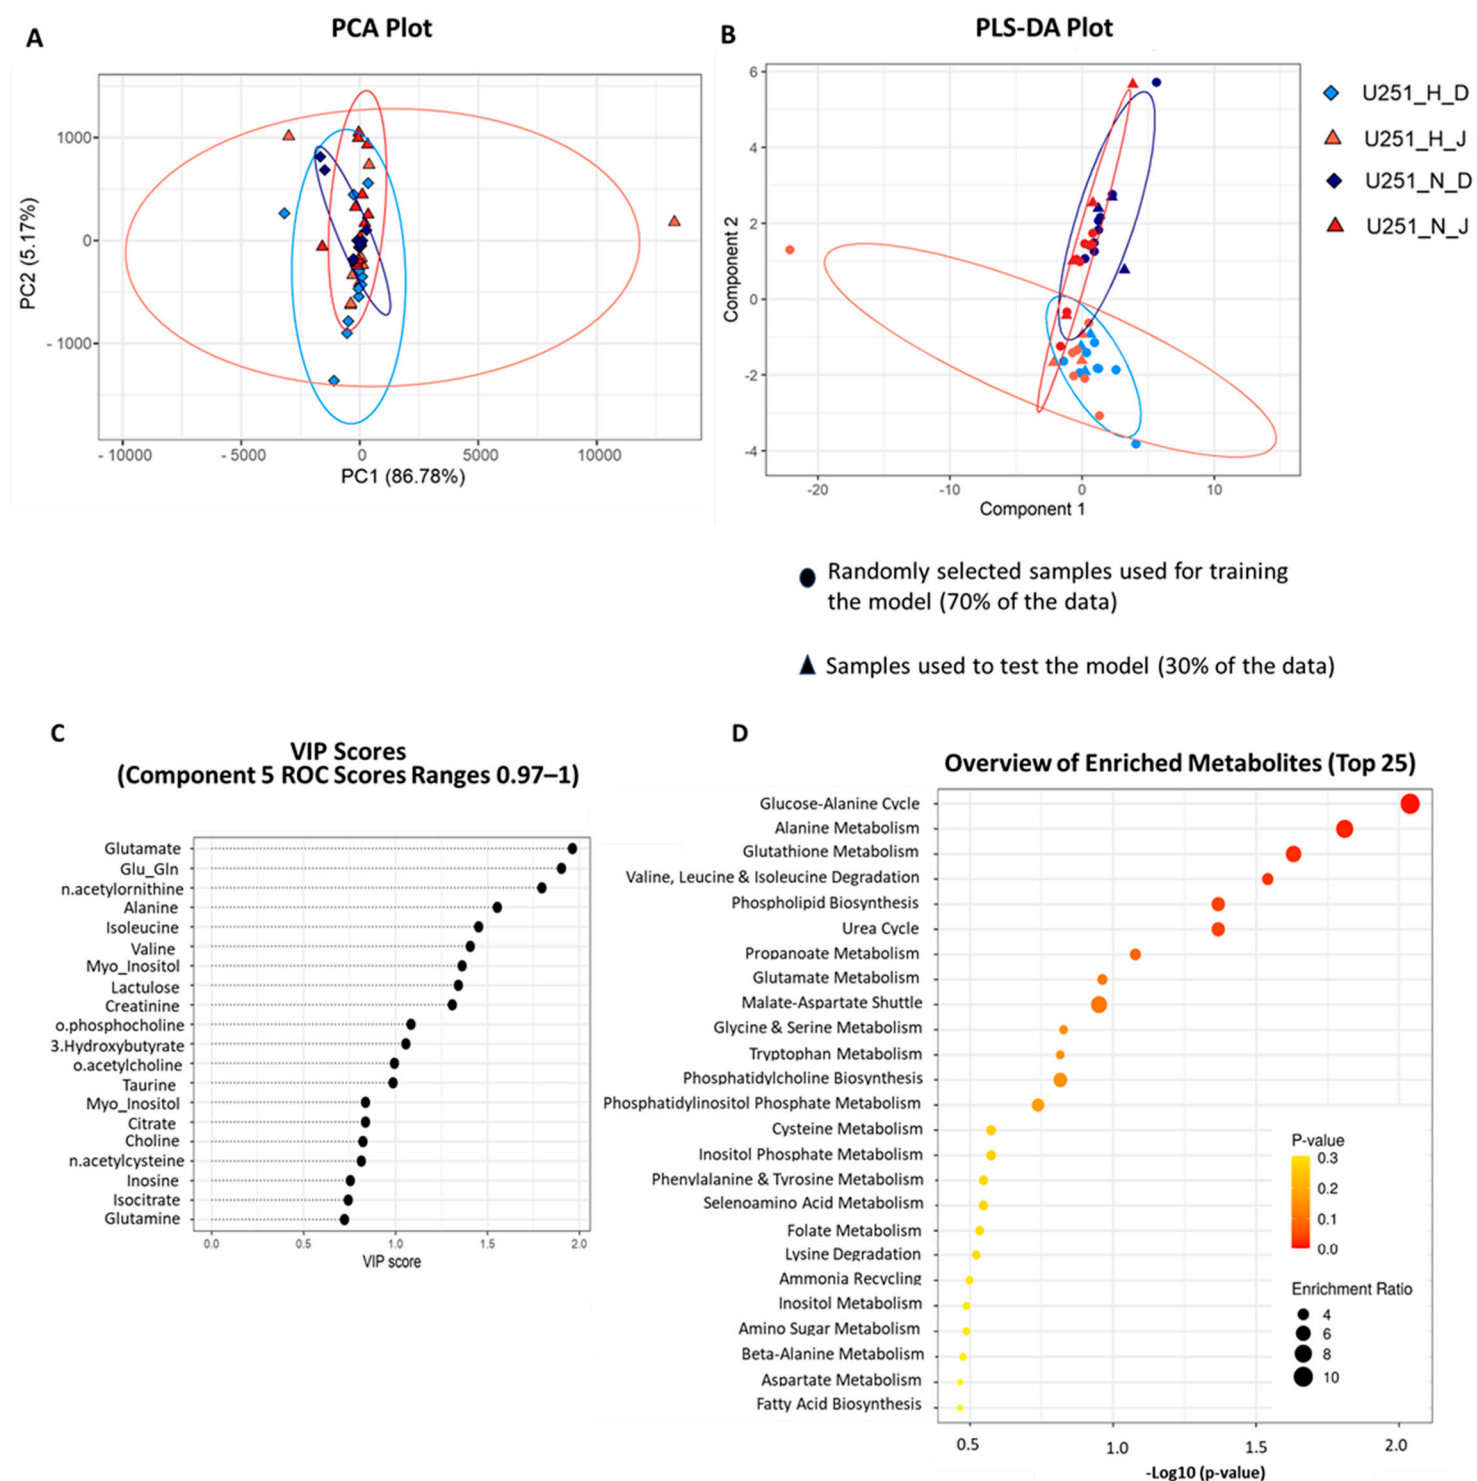 A
PCA Plot
1000
0
- 1000
PC2 (5.17%)
- 10000
- 5000
0
5000
10000
PC1 (86.78%)
B
PLS-DA Plot
6
4
2
0
-2
-4
Component 2
-20
-10
0
10
Component 1
U251_H_D
U251_H_J
U251_N_D
U251_N_J
Randomly selected samples used for training
the model (70% of the data)
Samples used to test the model (30% of the data)
C
VIP Scores
(Component 5 ROC Scores Ranges 0.97–1)
Glutamate
Glu_Gln
n.acetylornithine
Alanine
Isoleucine
Valine
Myo_Inositol
Lactulose
Creatinine
o.phosphocholine
3.Hydroxybutyrate
o.acetylcholine
Taurine
Myo_Inositol
Citrate
Choline
n.acetylcysteine
Inosine
Isocitrate
Glutamine
0.0
0.5
1.0
1.5
2.0
VIP score
D
Overview of Enriched Metabolites (Top 25)
Glucose-Alanine Cycle
Alanine Metabolism
Glutathione Metabolism
Valine, Leucine & Isoleucine Degradation
Phospholipid Biosynthesis
Urea Cycle
Propanoate Metabolism
Glutamate Metabolism
Malate-Aspartate Shuttle
Glycine & Serine Metabolism
Tryptophan Metabolism
Phosphatidylcholine Biosynthesis
Phosphatidylinositol Phosphate Metabolism
Cysteine Metabolism
Inositol Phosphate Metabolism
Phenylalanine & Tyrosine Metabolism
Selenoamino Acid Metabolism
Folate Metabolism
Lysine Degradation
Ammonia Recycling
Inositol Metabolism
Amino Sugar Metabolism
Beta-Alanine Metabolism
Aspartate Metabolism
Fatty Acid Biosynthesis
P-value
0.3
0.2
0.1
0.0
Enrichment Ratio
4
6
8
10
0.5
1.0
1.5
2.0
-Log10 (p-value)